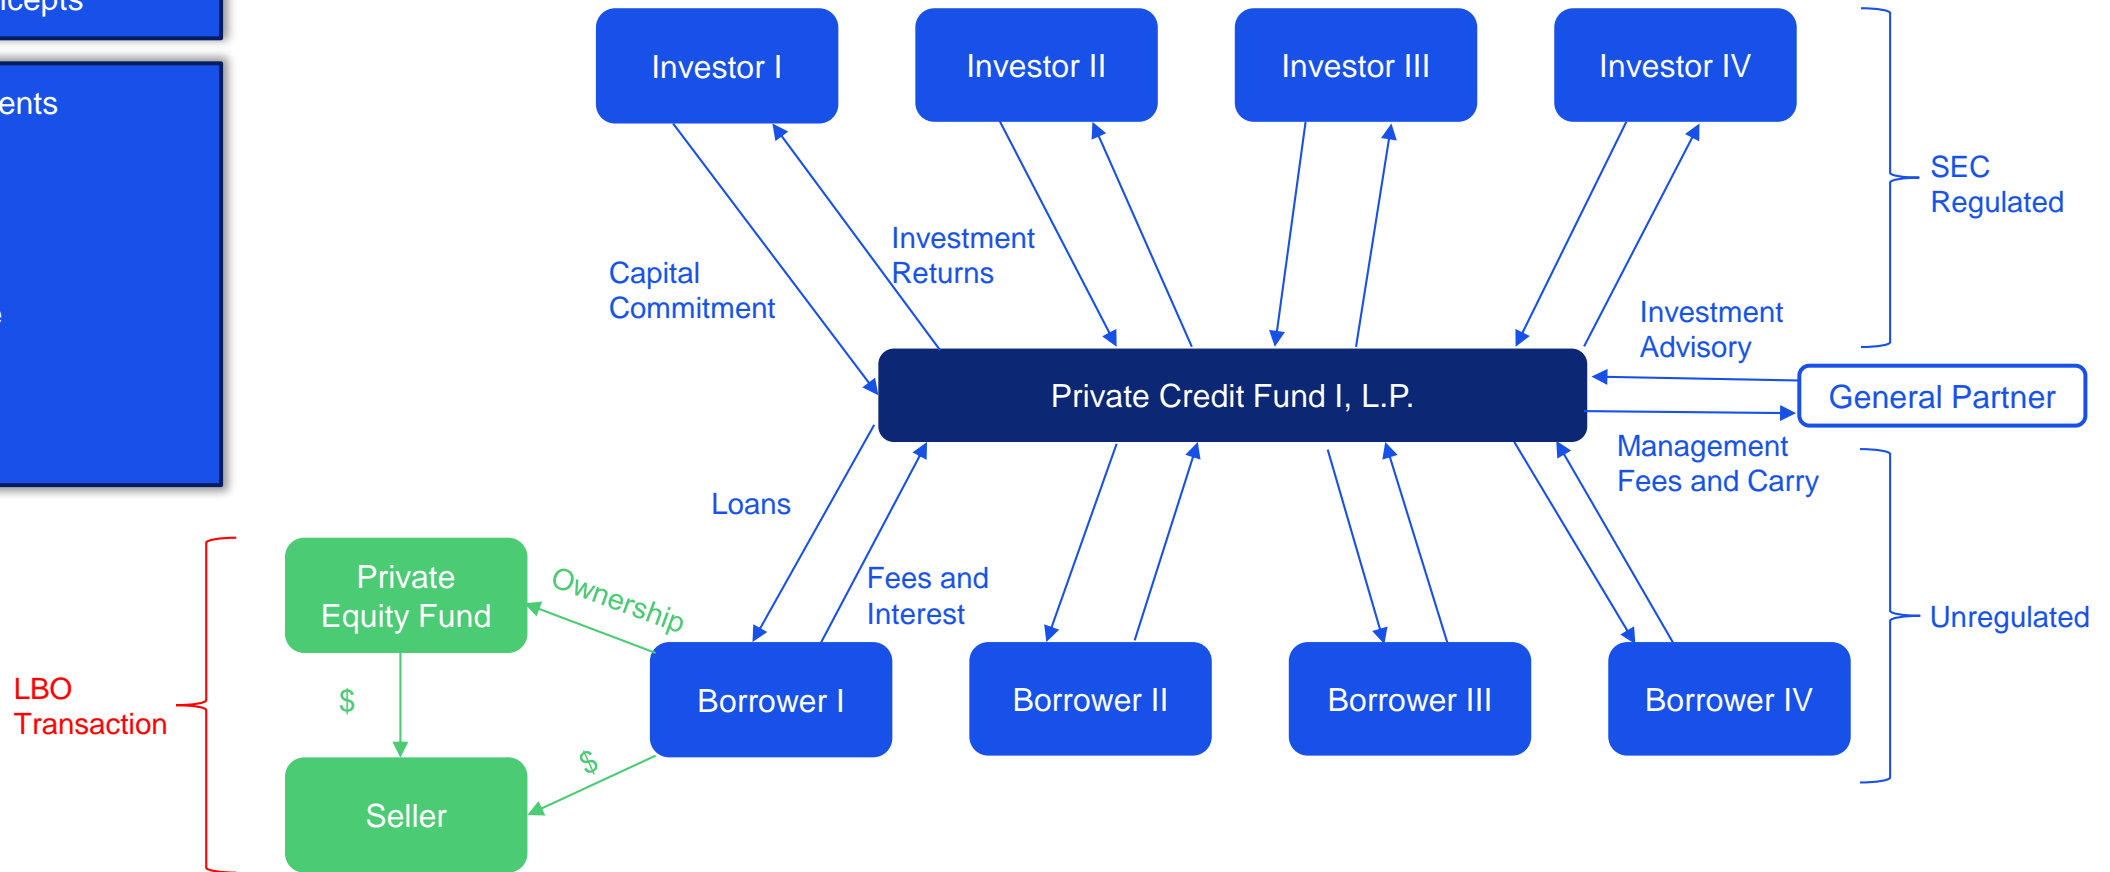 Investor I
Investor II
Investor III
Investor IV
SEC
Regulated
Investment
Returns
Capital
Commitment
Investment
Advisory
Private Credit Fund I, L.P.
General Partner
Management
Fees and Carry
Loans
Fees and
Interest
Private
Equity Fund
Ownership
Unregulated
LBO
Transaction
$
Borrower I
Borrower II
Borrower III
Borrower IV
$
Seller